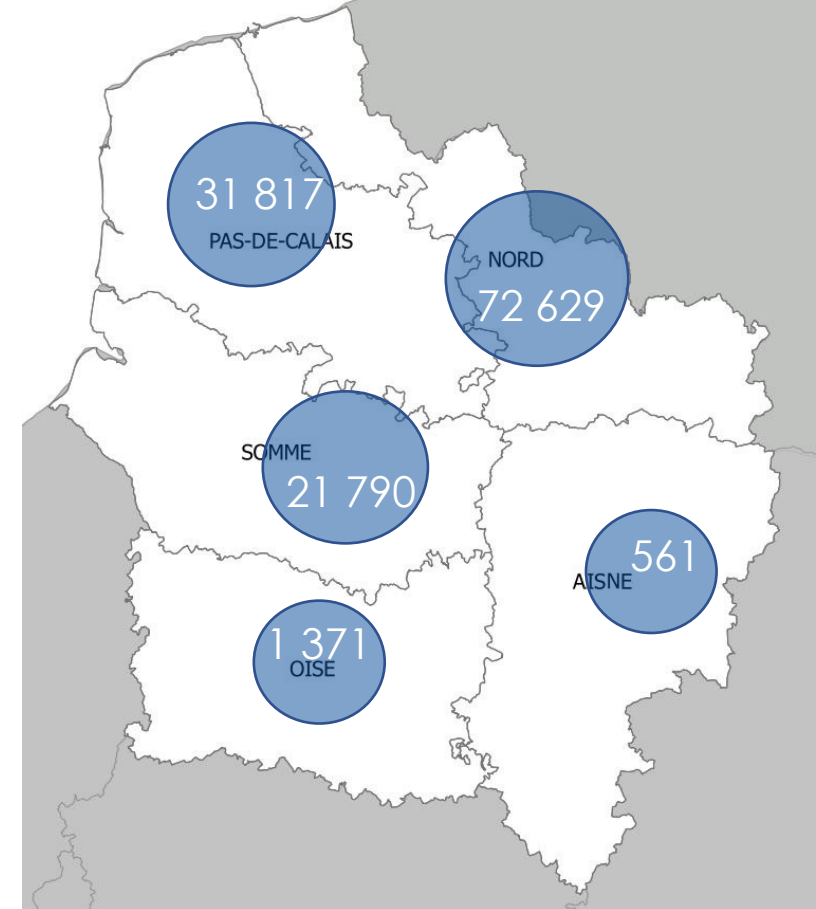 31 817
PAS-DE-CALAIS
NORD
72 629
SOMME
21 790
561
AISNE
1 371
OISE